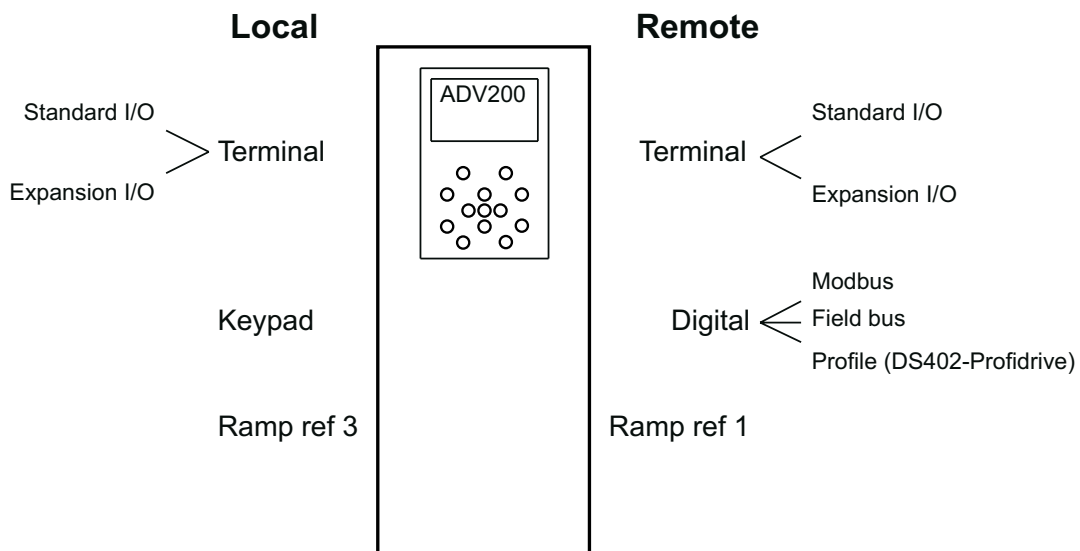 Local
Remote
ADV200
Standard I/O
Terminal
Expansion I/O
Terminal
Standard I/O
Expansion I/O
Keypad
Digital
Modbus
Field bus
Profile (DS402-Profidrive)
Ramp ref 3
Ramp ref 1